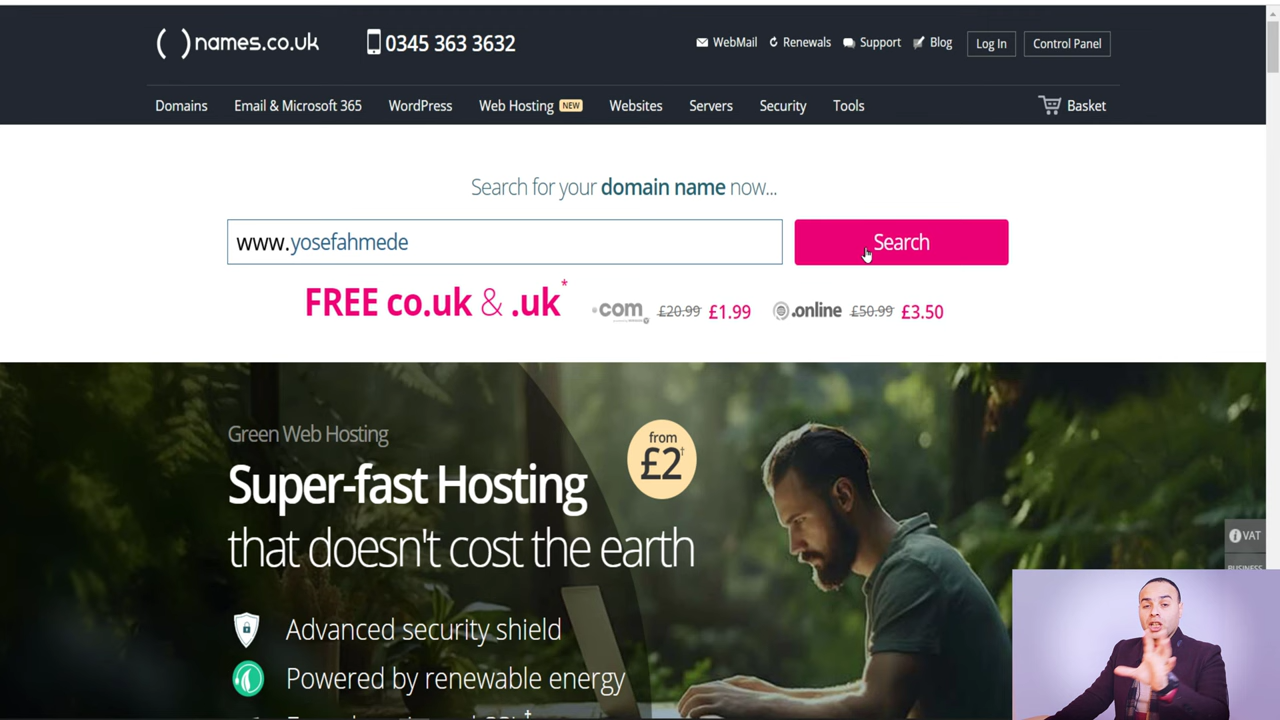 ( ) names.co.uk 0345 363 3632 WebMail Renewals Support Blog Log In Control Panel
Domains Email & Microsoft 365 WordPress Web Hosting NEW Websites Servers Security Tools Basket
Search for your domain name now...
www.yosefahmede Search
FREE co.uk & .uk* .com £20.99 £1.99 .online £50.99 £3.50
Green Web Hosting
from
£2†
Super-fast Hosting
that doesn't cost the earth
i VAT
BUSINESS
Advanced security shield
Powered by renewable energy